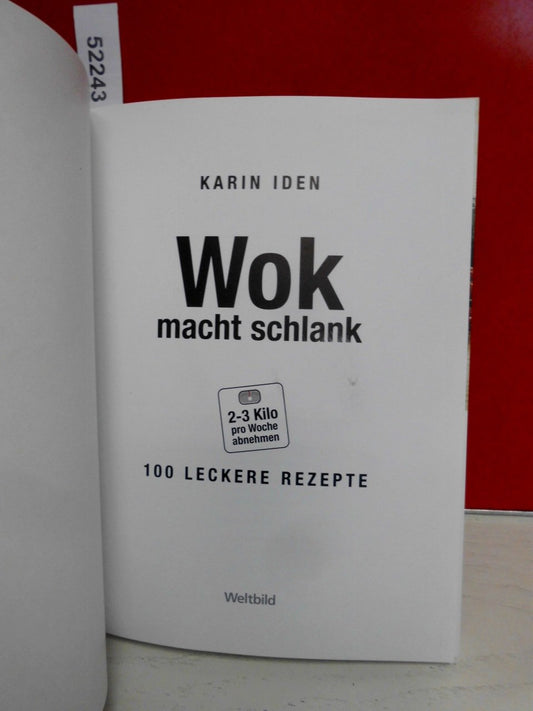 52243
KARIN IDEN
Wok
macht schlank
2-3 Kilo
pro Woche
abnehmen
100 LECKERE REZEPTE
Weltbild